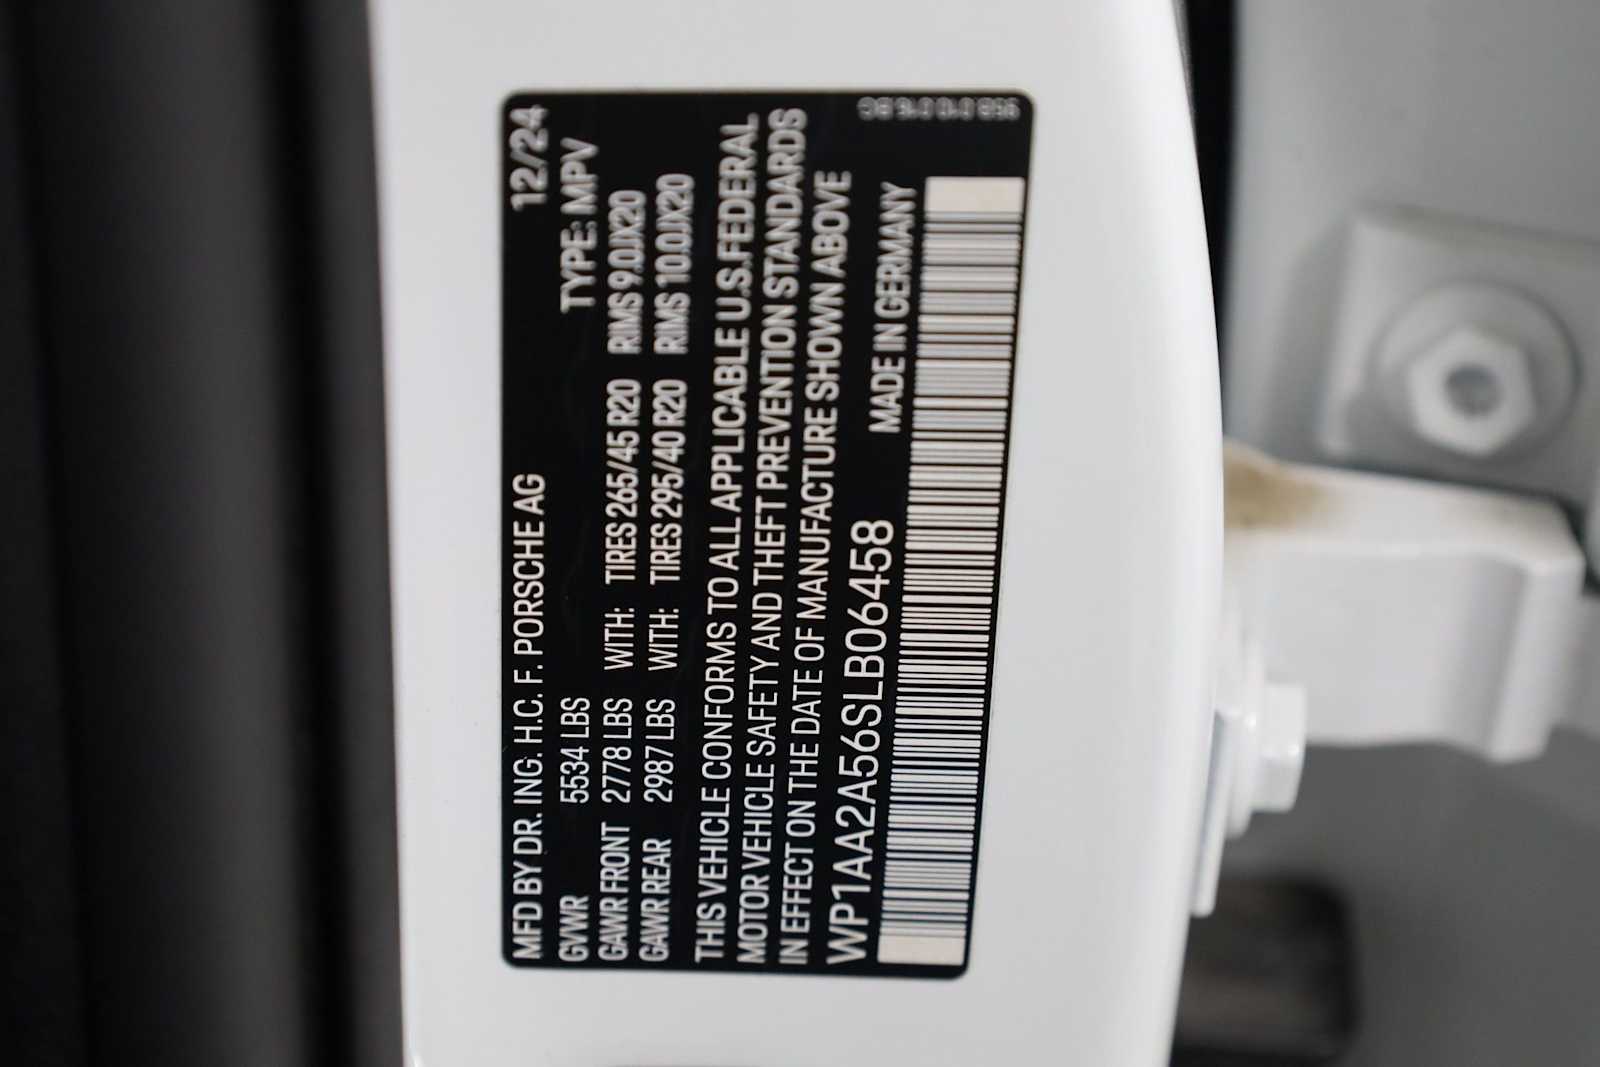 MFD BY DR. ING. H.C. F. PORSCHE AG 12/24
GVWR 5534 LBS TYPE: MPV
GAWR FRONT 2778 LBS WITH: TIRES 265/45 R20 RIMS 9.0JX20
GAWR REAR 2987 LBS WITH: TIRES 295/40 R20 RIMS 10.0JX20
THIS VEHICLE CONFORMS TO ALL APPLICABLE U.S. FEDERAL
MOTOR VEHICLE SAFETY AND THEFT PREVENTION STANDARDS
IN EFFECT ON THE DATE OF MANUFACTURE SHOWN ABOVE
WP1AA2A56SLB06458 MADE IN GERMANY